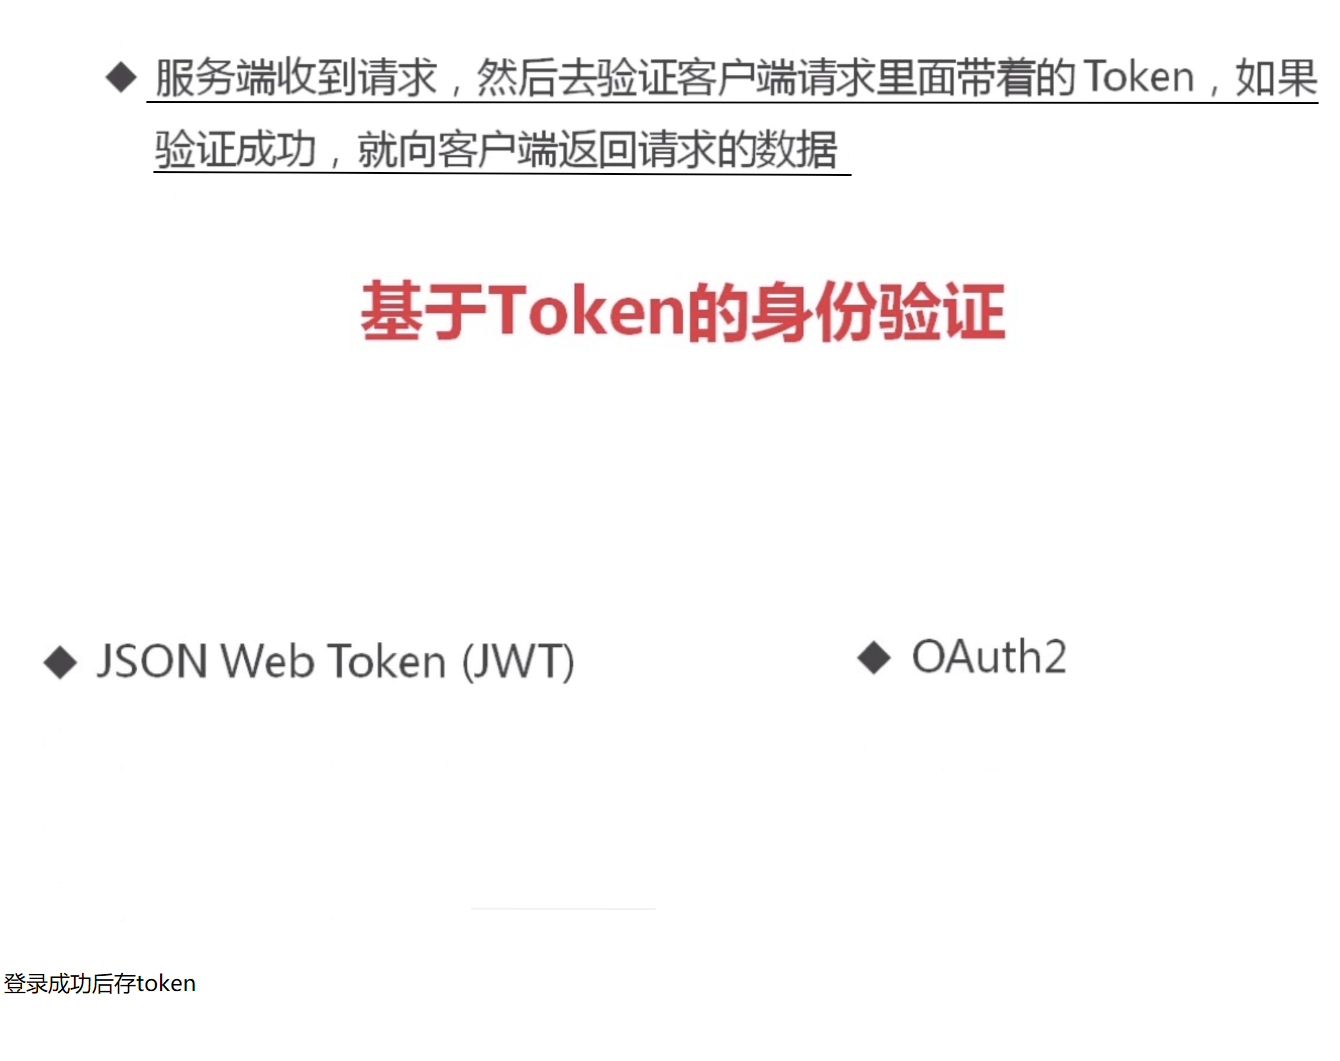 ◆ 服务端收到请求，然后去验证客户端请求里面带着的 Token，如果
验证成功，就向客户端返回请求的数据
基于Token的身份验证
◆ JSON Web Token (JWT)
◆ OAuth2
登录成功后存token